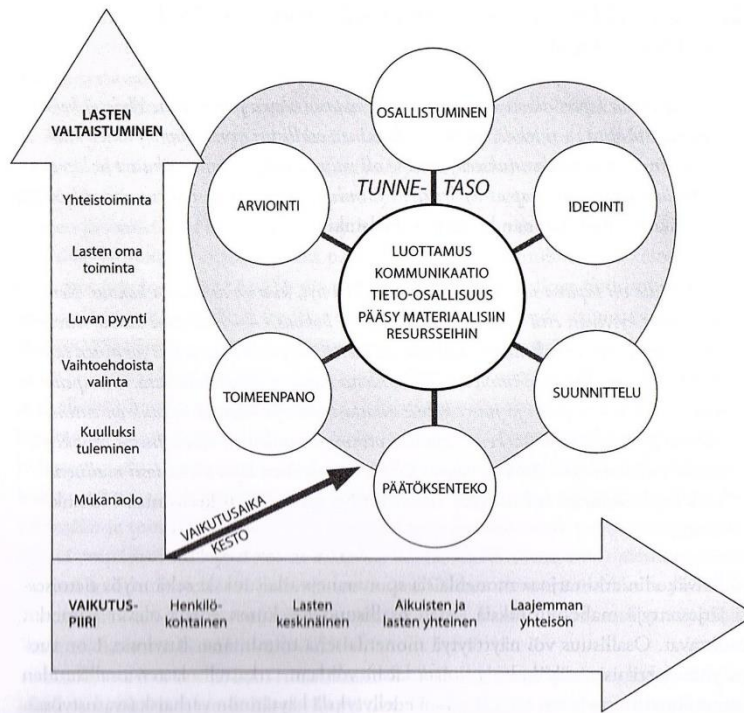 LASTEN
VALTAISTUMINEN
Yhteistoiminta
Lasten oma
toiminta
Luvan pyynti
Vaihtoehdoista
valinta
Kuulluksi
tuleminen
Mukanaolo
OSALLISTUMINEN
TUNNE- TASO
ARVIOINTI
IDEOINTI
LUOTTAMUS
KOMMUNIKAATIO
TIETO-OSALLISUUS
PÄÄSY MATERIAALISIIN
RESURSSEIHIN
TOIMEENPANO
SUUNNITTELU
PÄÄTÖKSENTEKO
VAIKUTUSAIKA
KESTO
VAIKUTUS-
PIIRI
Henkilö-
kohtainen
Lasten
keskinäinen
Aikuisten ja
lasten yhteinen
Laajemman
yhteisön